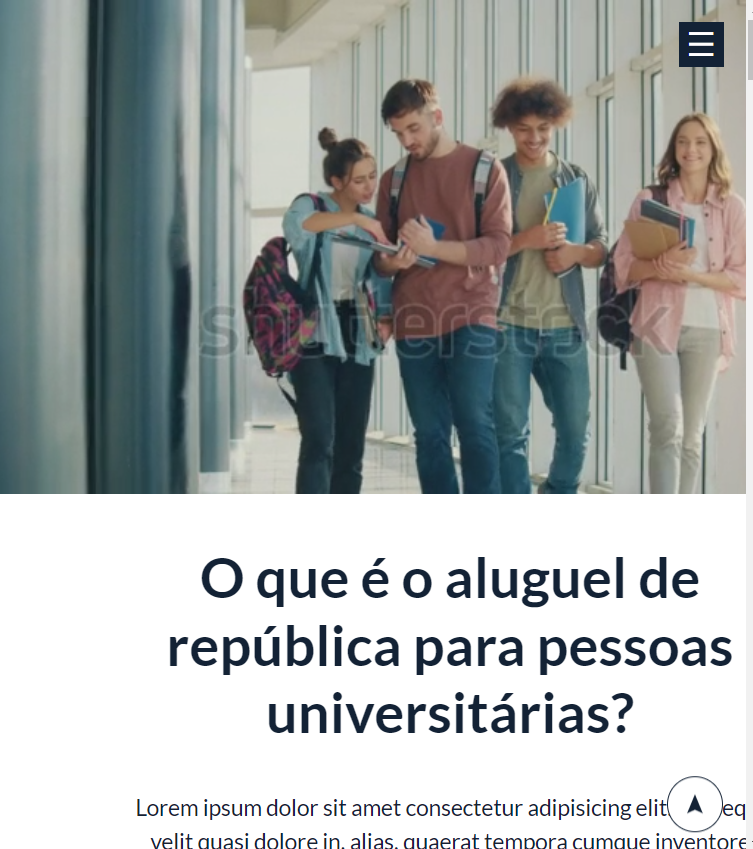 shutterstock
O que é o aluguel de
república para pessoas
universitárias?
Lorem ipsum dolor sit amet consectetur adipisicing elit
velit quasi dolore in, alias, quaerat tempora cumque inventore